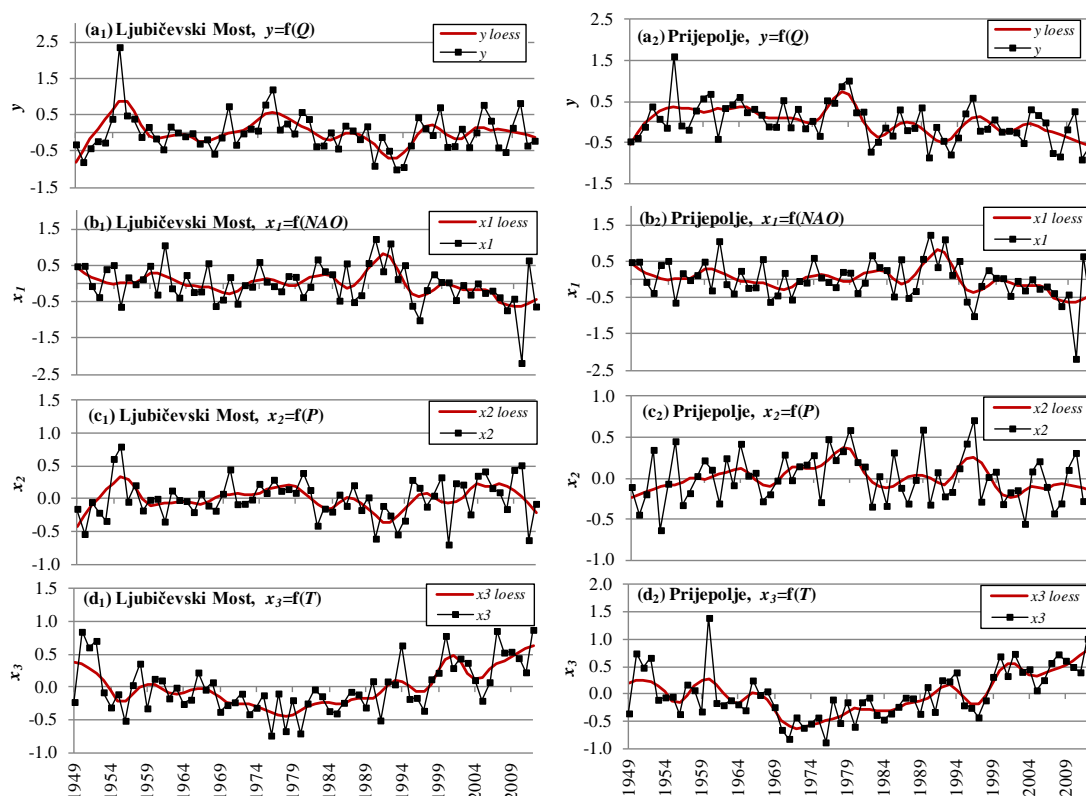 (a1) Ljubičevski Most, y=f(Q)
y loess
y
2.5
1.5
0.5
-0.5
-1.5
y
(a2) Prijepolje, y=f(Q)
y loess
y
2.5
1.5
0.5
-0.5
-1.5
y
(b1) Ljubičevski Most, x1=f(NAO)
x1 loess
x1
1.5
0.5
-0.5
-1.5
-2.5
x1
(b2) Prijepolje, x1=f(NAO)
x1 loess
x1
1.5
0.5
-0.5
-1.5
-2.5
x1
(c1) Ljubičevski Most, x2=f(P)
x2 loess
x2
1.5
1.0
0.5
0.0
-0.5
-1.0
x2
(c2) Prijepolje, x2=f(P)
x2 loess
x2
1.0
0.5
0.0
-0.5
-1.0
x2
(d1) Ljubičevski Most, x3=f(T)
x3 loess
x3
1.5
1.0
0.5
0.0
-0.5
-1.0
x3
1949
1954
1959
1964
1969
1974
1979
1984
1989
1994
1999
2004
2009
(d2) Prijepolje, x3=f(T)
x3 loess
x3
2.0
1.5
1.0
0.5
0.0
-0.5
-1.0
x3
1949
1954
1959
1964
1969
1974
1979
1984
1989
1994
1999
2004
2009